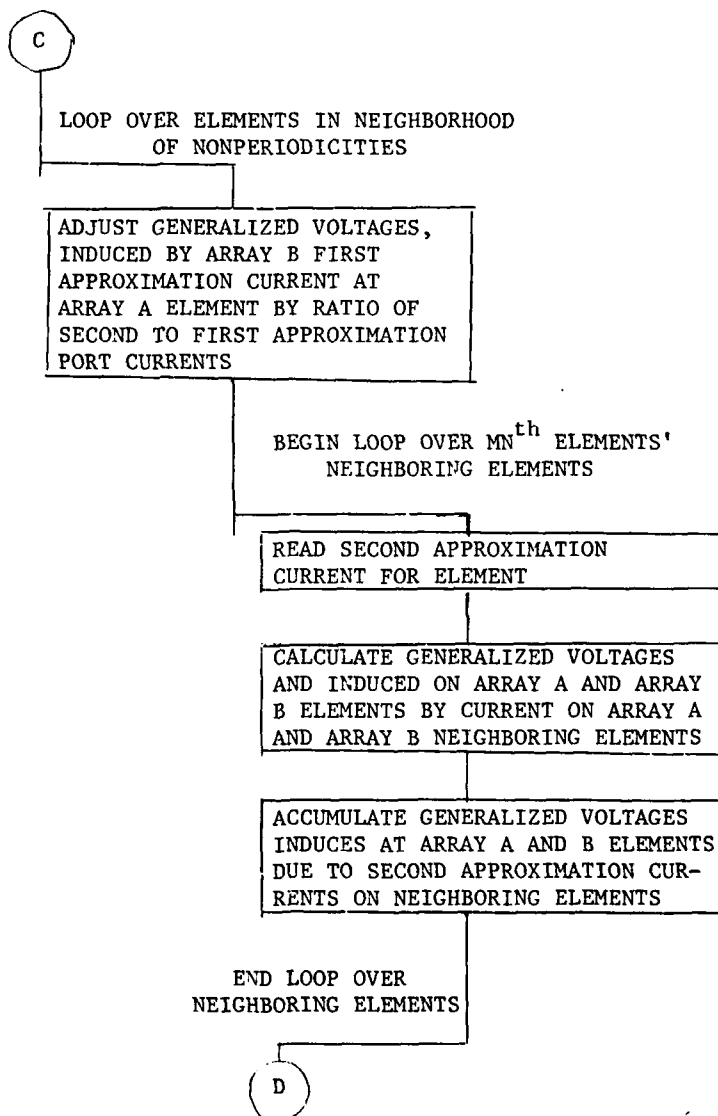 C
LOOP OVER ELEMENTS IN NEIGHBORHOOD
OF NONPERIODICITIES
ADJUST GENERALIZED VOLTAGES,
INDUCED BY ARRAY B FIRST
APPROXIMATION CURRENT AT
ARRAY A ELEMENT BY RATIO OF
SECOND TO FIRST APPROXIMATION
PORT CURRENTS
BEGIN LOOP OVER MNth ELEMENTS'
NEIGHBORING ELEMENTS
READ SECOND APPROXIMATION
CURRENT FOR ELEMENT
CALCULATE GENERALIZED VOLTAGES
AND INDUCED ON ARRAY A AND ARRAY
B ELEMENTS BY CURRENT ON ARRAY A
AND ARRAY B NEIGHBORING ELEMENTS
ACCUMULATE GENERALIZED VOLTAGES
INDUCES AT ARRAY A AND B ELEMENTS
DUE TO SECOND APPROXIMATION CUR-
RENTS ON NEIGHBORING ELEMENTS
END LOOP OVER
NEIGHBORING ELEMENTS
D